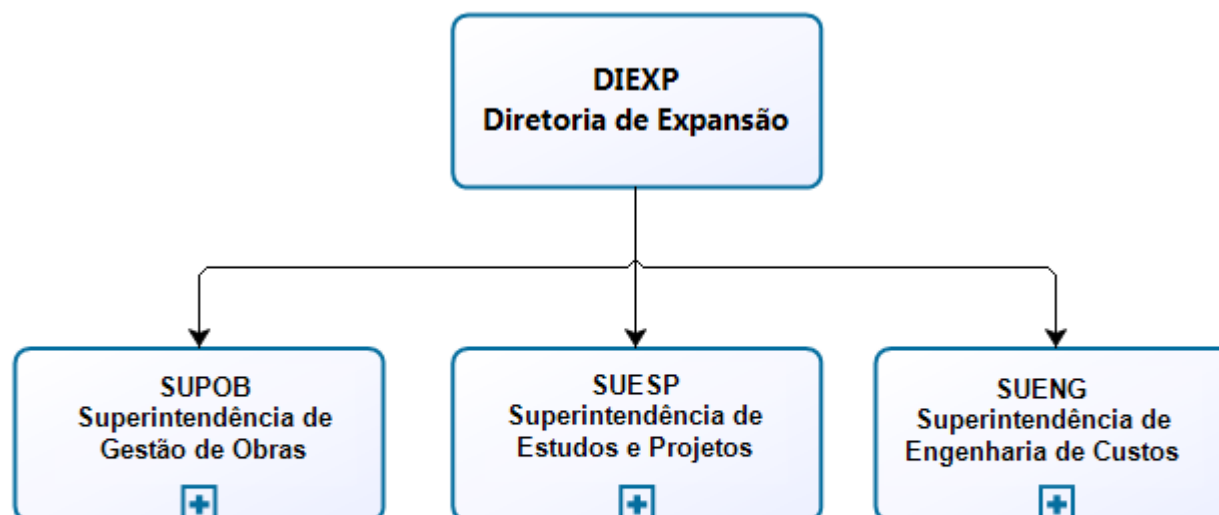 DIEXP
Diretoria de Expansão
SUPOB
Superintendência de
Gestão de Obras
SUESP
Superintendência de
Estudos e Projetos
SUENG
Superintendência de
Engenharia de Custos